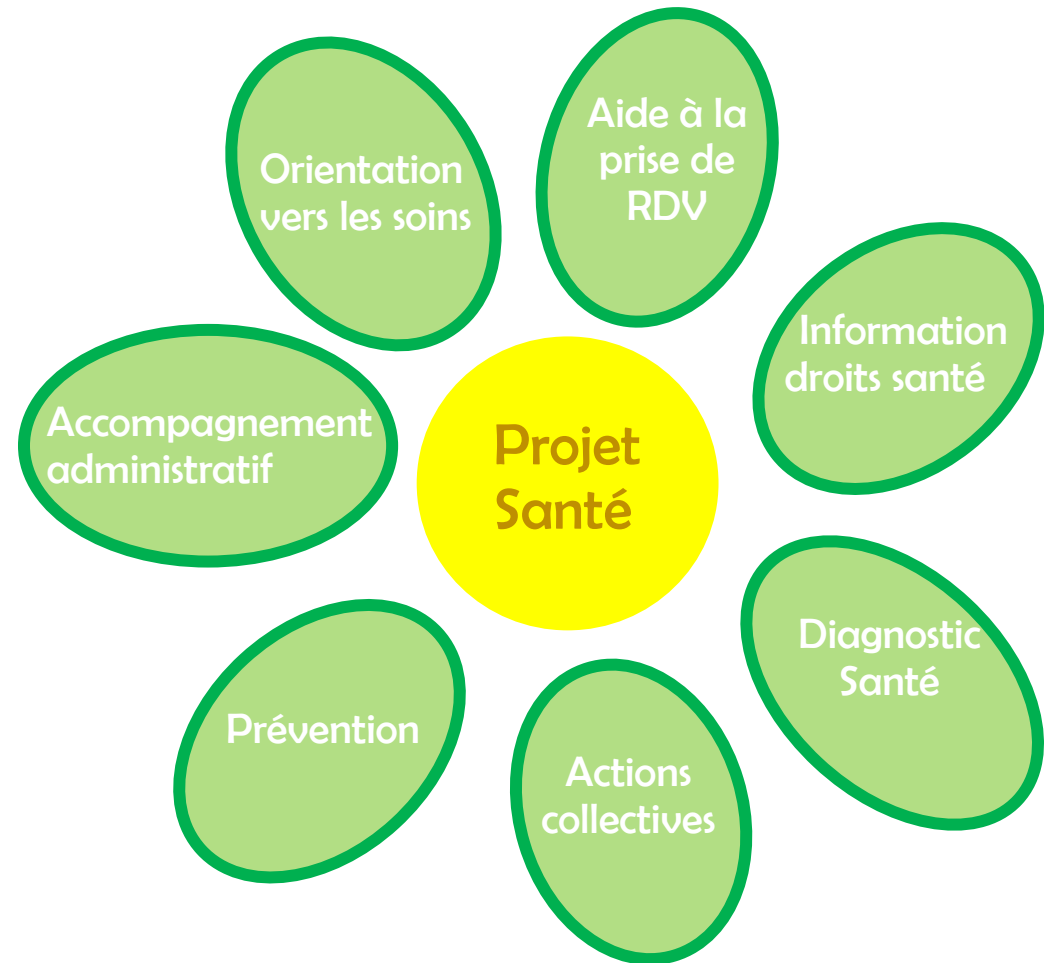 Aide à la
prise de
RDV
Orientation
vers les soins
Information
droits santé
Accompagnement
administratif
Projet
Santé
Diagnostic
Santé
Prévention
Actions
collectives